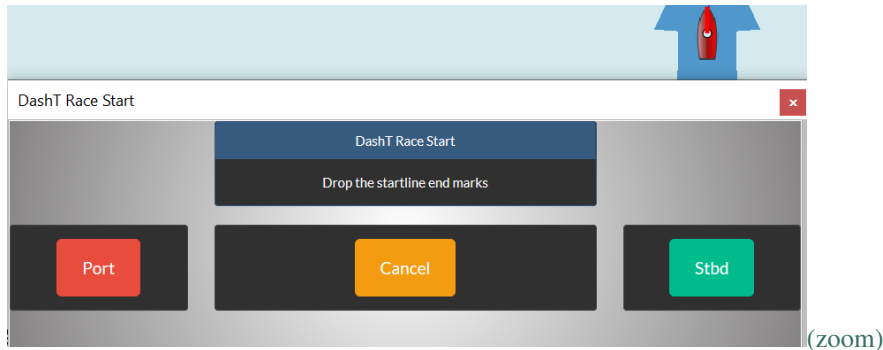 DashT Race Start
x
DashT Race Start
Drop the startline end marks
Port Cancel Stbd
(zoom)